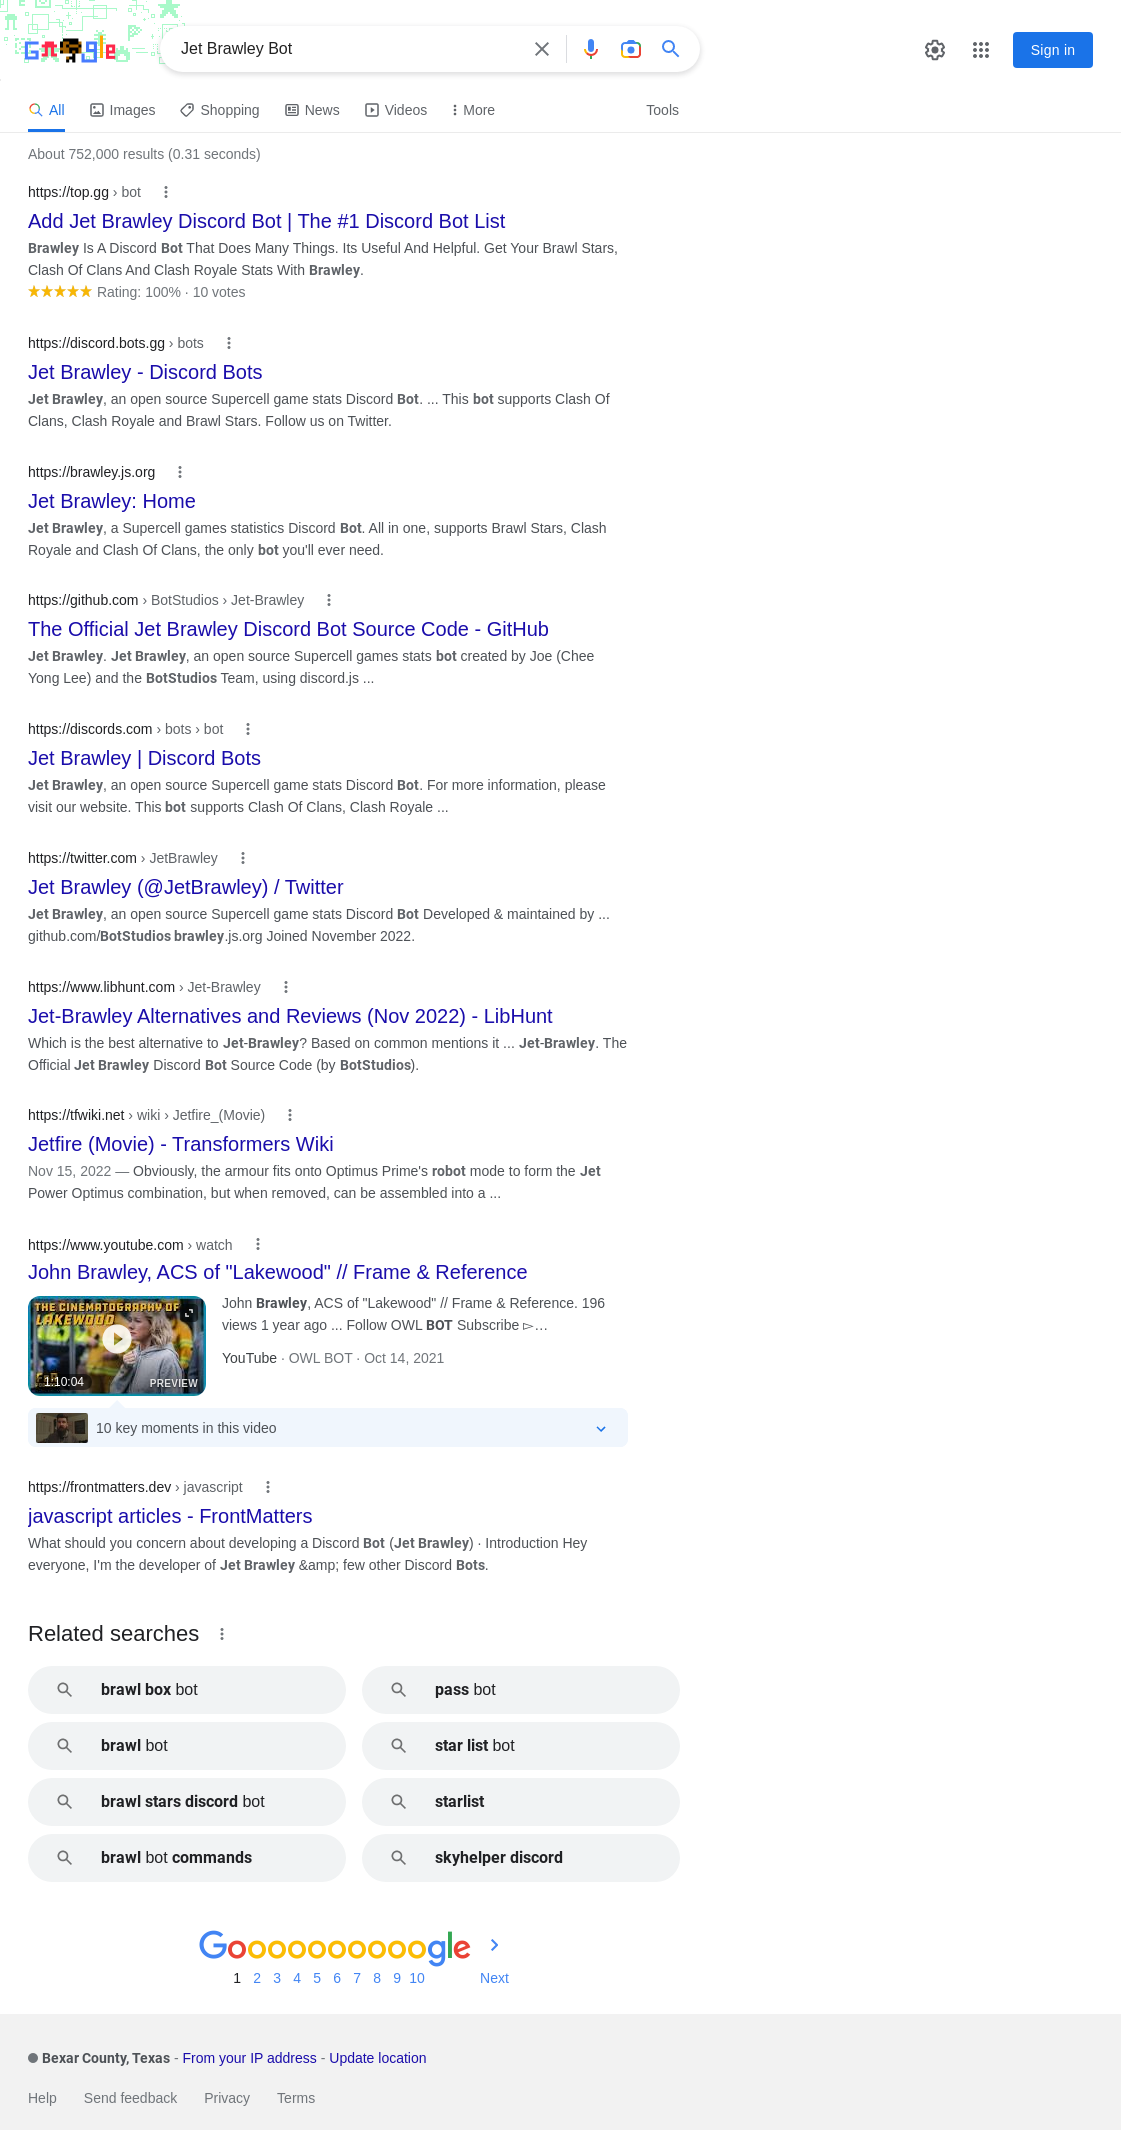 Google
Jet Brawley Bot
Sign in
All
Images
Shopping
News
Videos
More
Tools
About 752,000 results (0.31 seconds)
https://top.gg › bot
Add Jet Brawley Discord Bot | The #1 Discord Bot List
Brawley Is A Discord Bot That Does Many Things. Its Useful And Helpful. Get Your Brawl Stars,
Clash Of Clans And Clash Royale Stats With Brawley.
Rating: 100% · 10 votes
https://discord.bots.gg › bots
Jet Brawley - Discord Bots
Jet Brawley, an open source Supercell game stats Discord Bot. ... This bot supports Clash Of
Clans, Clash Royale and Brawl Stars. Follow us on Twitter.
https://brawley.js.org
Jet Brawley: Home
Jet Brawley, a Supercell games statistics Discord Bot. All in one, supports Brawl Stars, Clash
Royale and Clash Of Clans, the only bot you'll ever need.
https://github.com › BotStudios › Jet-Brawley
The Official Jet Brawley Discord Bot Source Code - GitHub
Jet Brawley. Jet Brawley, an open source Supercell games stats bot created by Joe (Chee
Yong Lee) and the BotStudios Team, using discord.js ...
https://discords.com › bots › bot
Jet Brawley | Discord Bots
Jet Brawley, an open source Supercell game stats Discord Bot. For more information, please
visit our website. This bot supports Clash Of Clans, Clash Royale ...
https://twitter.com › JetBrawley
Jet Brawley (@JetBrawley) / Twitter
Jet Brawley, an open source Supercell game stats Discord Bot Developed & maintained by ...
github.com/BotStudios brawley.js.org Joined November 2022.
https://www.libhunt.com › Jet-Brawley
Jet-Brawley Alternatives and Reviews (Nov 2022) - LibHunt
Which is the best alternative to Jet-Brawley? Based on common mentions it ... Jet-Brawley. The
Official Jet Brawley Discord Bot Source Code (by BotStudios).
https://tfwiki.net › wiki › Jetfire_(Movie)
Jetfire (Movie) - Transformers Wiki
Nov 15, 2022 — Obviously, the armour fits onto Optimus Prime's robot mode to form the Jet
Power Optimus combination, but when removed, can be assembled into a ...
https://www.youtube.com › watch
John Brawley, ACS of "Lakewood" // Frame & Reference
THE CINEMATOGRAPHY OF
LAKEWOOD
1:10:04
PREVIEW
John Brawley, ACS of "Lakewood" // Frame & Reference. 196
views 1 year ago ... Follow OWL BOT Subscribe ▻…
YouTube · OWL BOT · Oct 14, 2021
10 key moments in this video
https://frontmatters.dev › javascript
javascript articles - FrontMatters
What should you concern about developing a Discord Bot (Jet Brawley) · Introduction Hey
everyone, I'm the developer of Jet Brawley &amp; few other Discord Bots.
Related searches
brawl box bot
pass bot
brawl bot
star list bot
brawl stars discord bot
starlist
brawl bot commands
skyhelper discord
Goooooooooogle
1 2 3 4 5 6 7 8 9 10 Next
Bexar County, Texas - From your IP address - Update location
Help Send feedback Privacy Terms